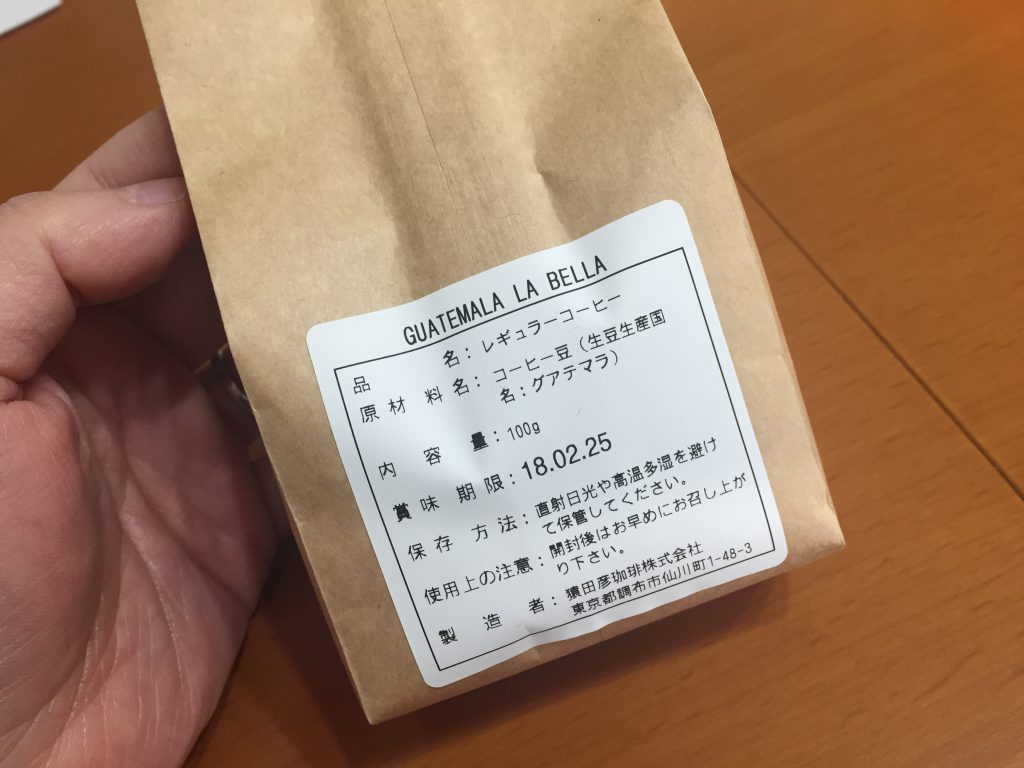 GUATEMALA LA BELLA
品 名：レギュラーコーヒー
原材料名：コーヒー豆（生豆生産国
名：グアテマラ）
内容量：100g
賞味期限：18.02.25
保存方法：直射日光や高温多湿を避け
て保管してください。
使用上の注意：開封後はお早めにお召し上が
り下さい。
製造者：猿田彦珈琲株式会社
東京都調布市仙川町1-48-3